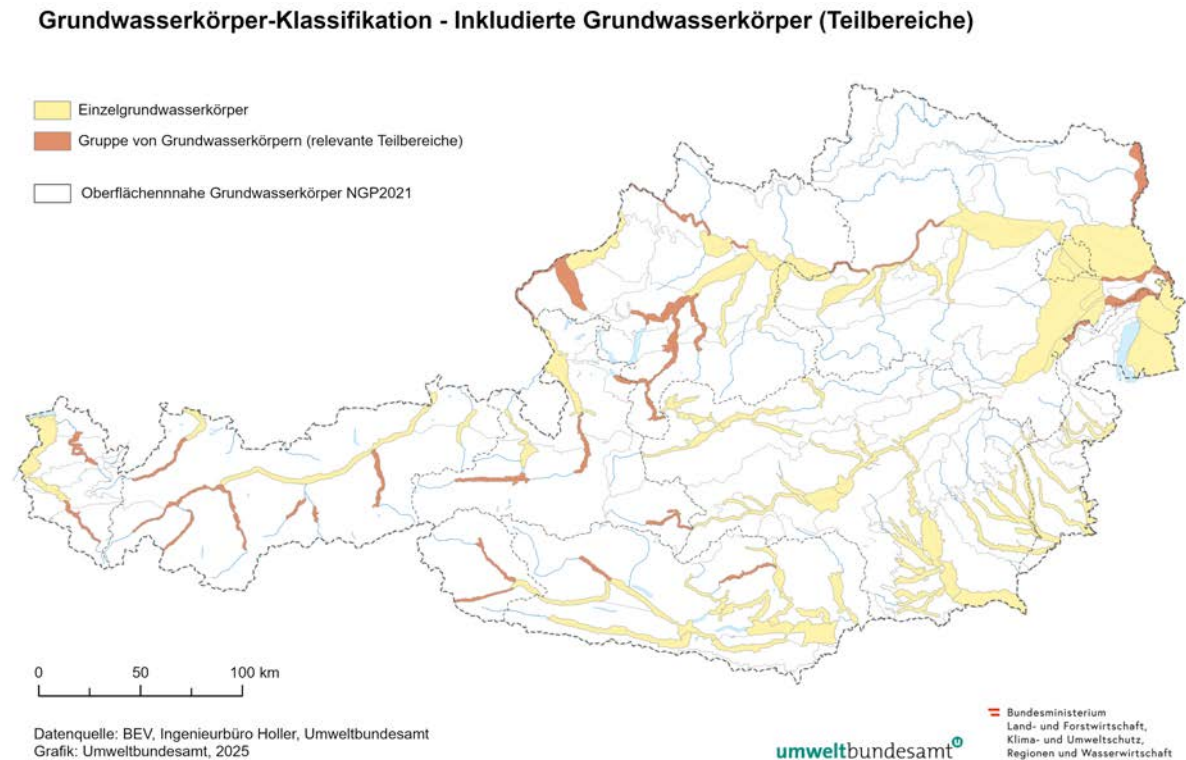 Grundwasserkörper-Klassifikation - Inkludierte Grundwasserkörper (Teilbereiche)
Einzelgrundwasserkörper
Gruppe von Grundwasserkörpern (relevante Teilbereiche)
Oberflächennnahe Grundwasserkörper NGP2021
0 50 100 km
Datenquelle: BEV, Ingenieurbüro Holler, Umweltbundesamt
Grafik: Umweltbundesamt, 2025
umweltbundesamt
Bundesministerium
Land- und Forstwirtschaft,
Klima- und Umweltschutz,
Regionen und Wasserwirtschaft